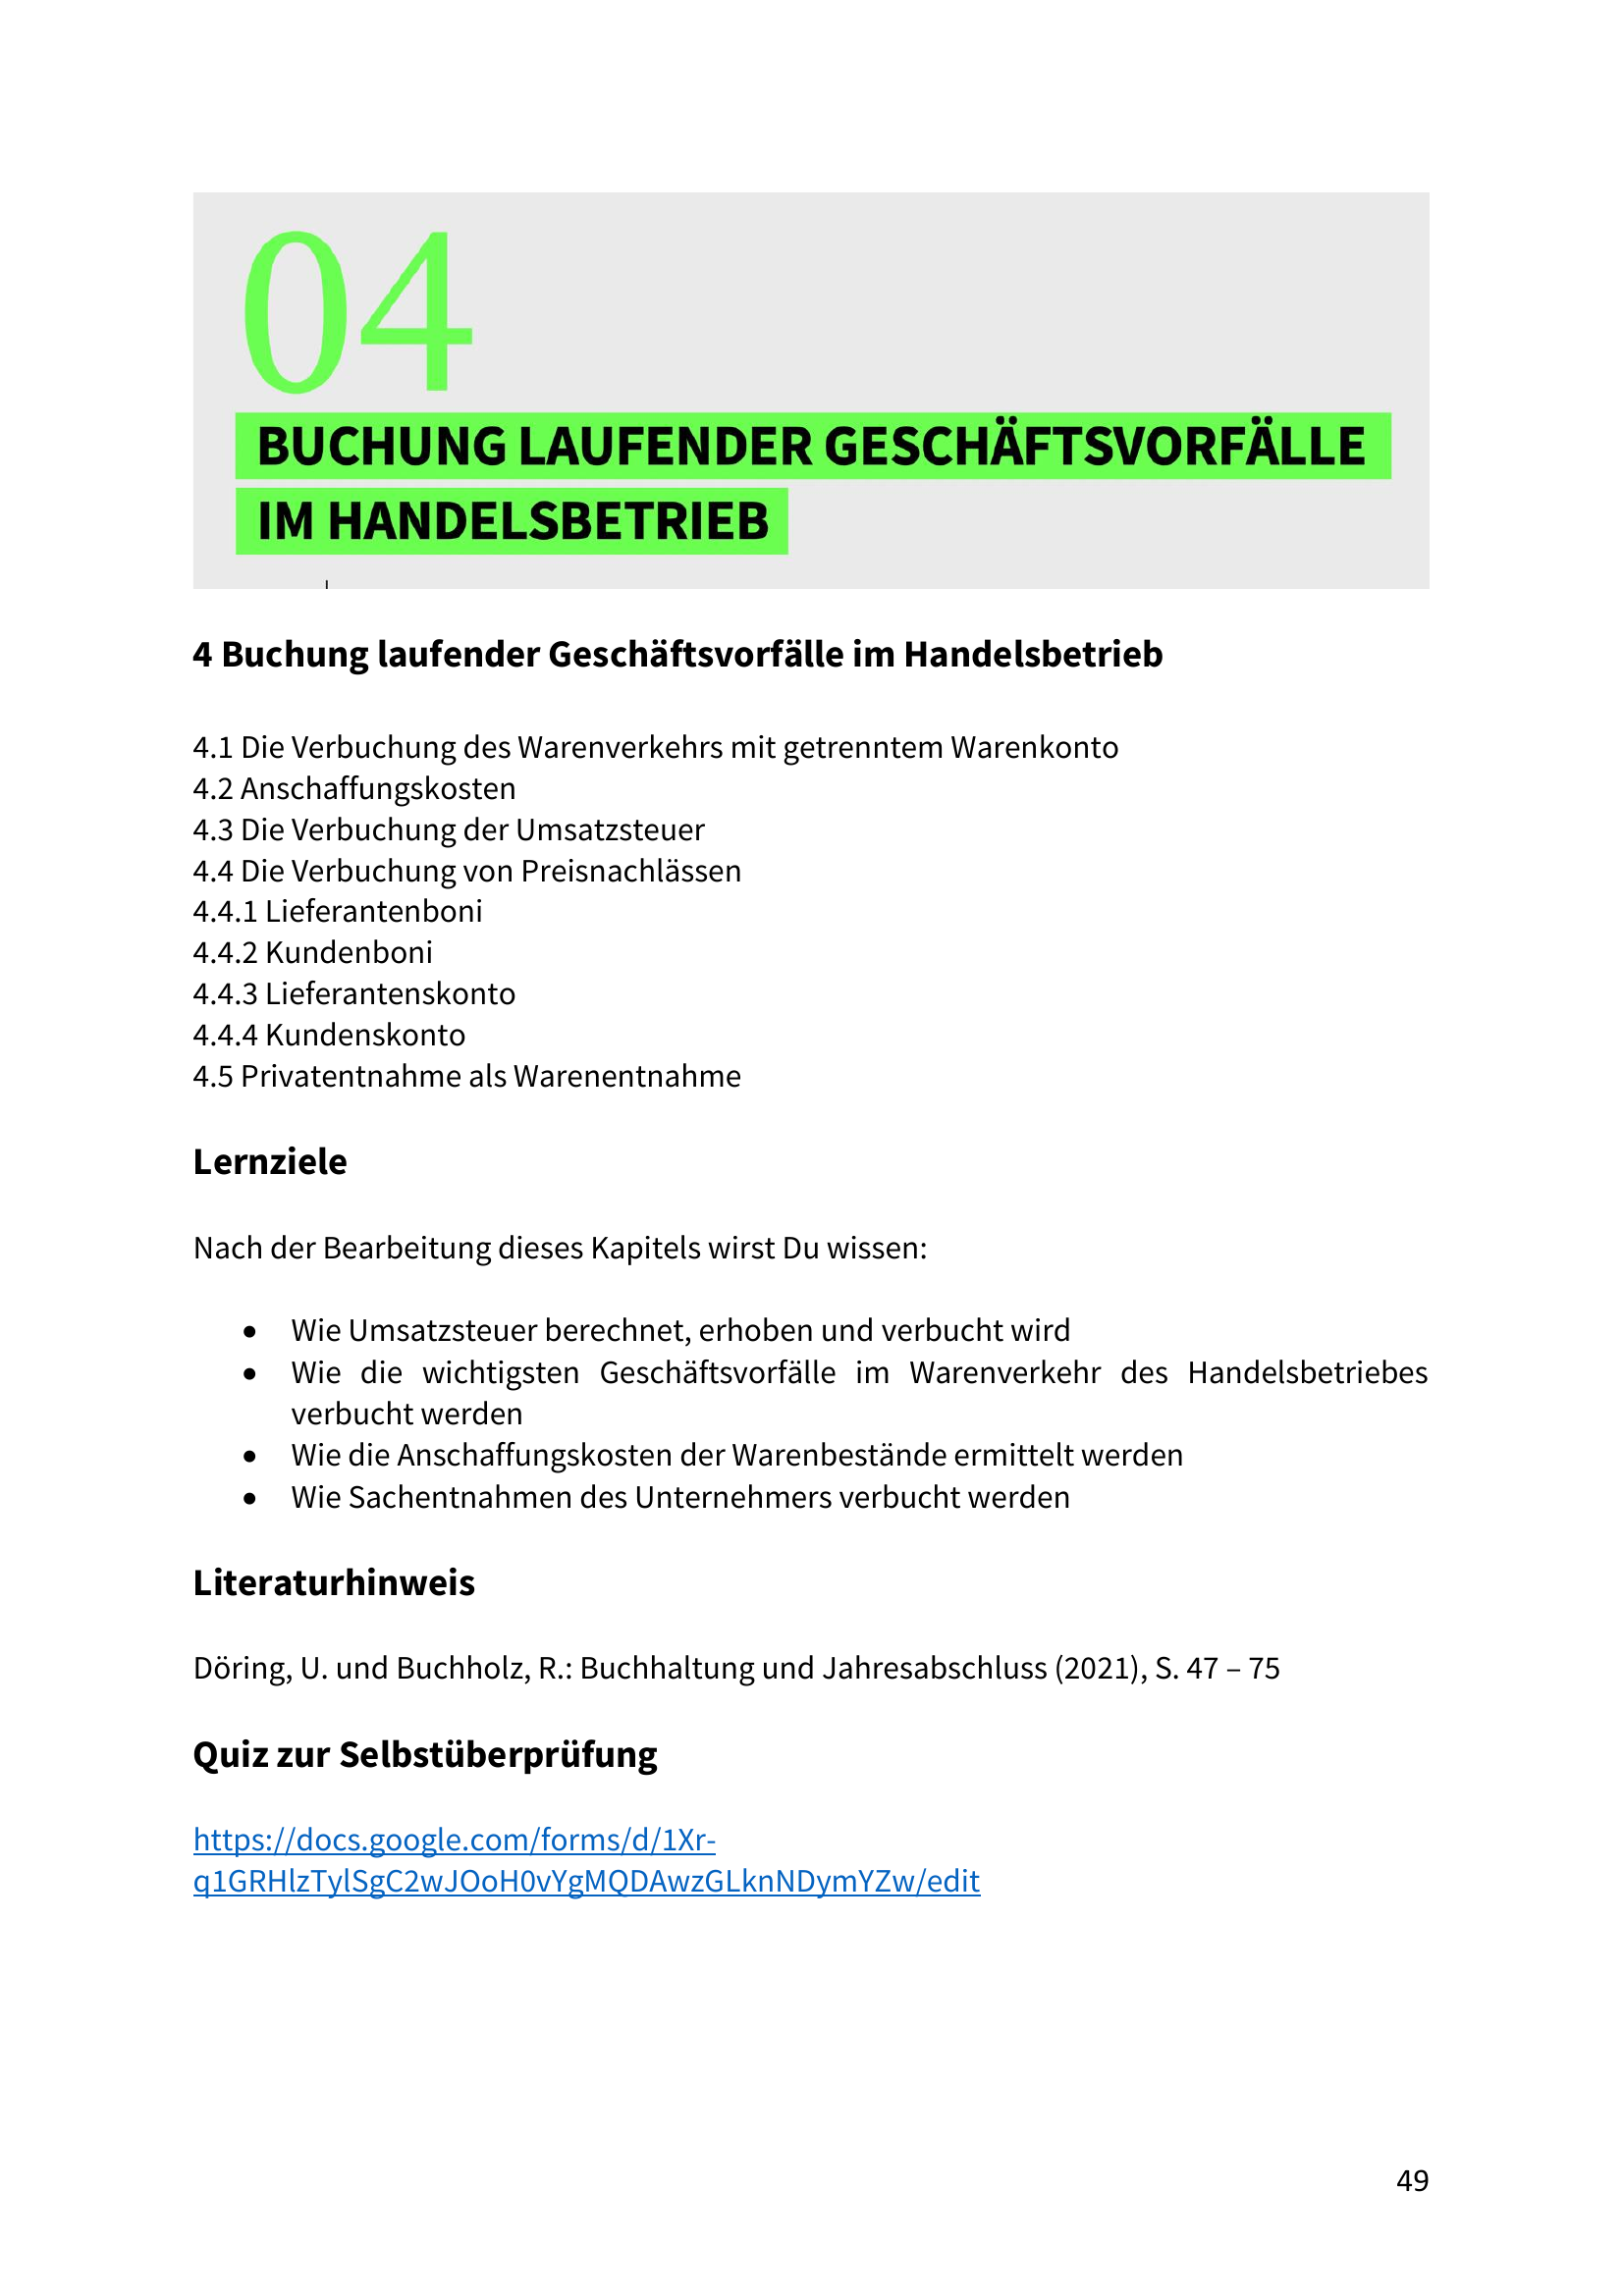 04
BUCHUNG LAUFENDER GESCHÄFTSVORFÄLLE
IM HANDELSBETRIEB
4 Buchung laufender Geschäftsvorfälle im Handelsbetrieb
4.1 Die Verbuchung des Warenverkehrs mit getrenntem Warenkonto
4.2 Anschaffungskosten
4.3 Die Verbuchung der Umsatzsteuer
4.4 Die Verbuchung von Preisnachlässen
4.4.1 Lieferantenboni
4.4.2 Kundenboni
4.4.3 Lieferantenskonto
4.4.4 Kundenskonto
4.5 Privatentnahme als Warenentnahme
Lernziele
Nach der Bearbeitung dieses Kapitels wirst Du wissen:
• Wie Umsatzsteuer berechnet, erhoben und verbucht wird
• Wie die wichtigsten Geschäftsvorfälle im Warenverkehr des Handelsbetriebes
verbucht werden
• Wie die Anschaffungskosten der Warenbestände ermittelt werden
• Wie Sachentnahmen des Unternehmers verbucht werden
Literaturhinweis
Döring, U. und Buchholz, R.: Buchhaltung und Jahresabschluss (2021), S. 47 – 75
Quiz zur Selbstüberprüfung
https://docs.google.com/forms/d/1Xr-
q1GRHlzTylSgC2wJOoH0vYgMQDAwzGLknNDymYZw/edit
49